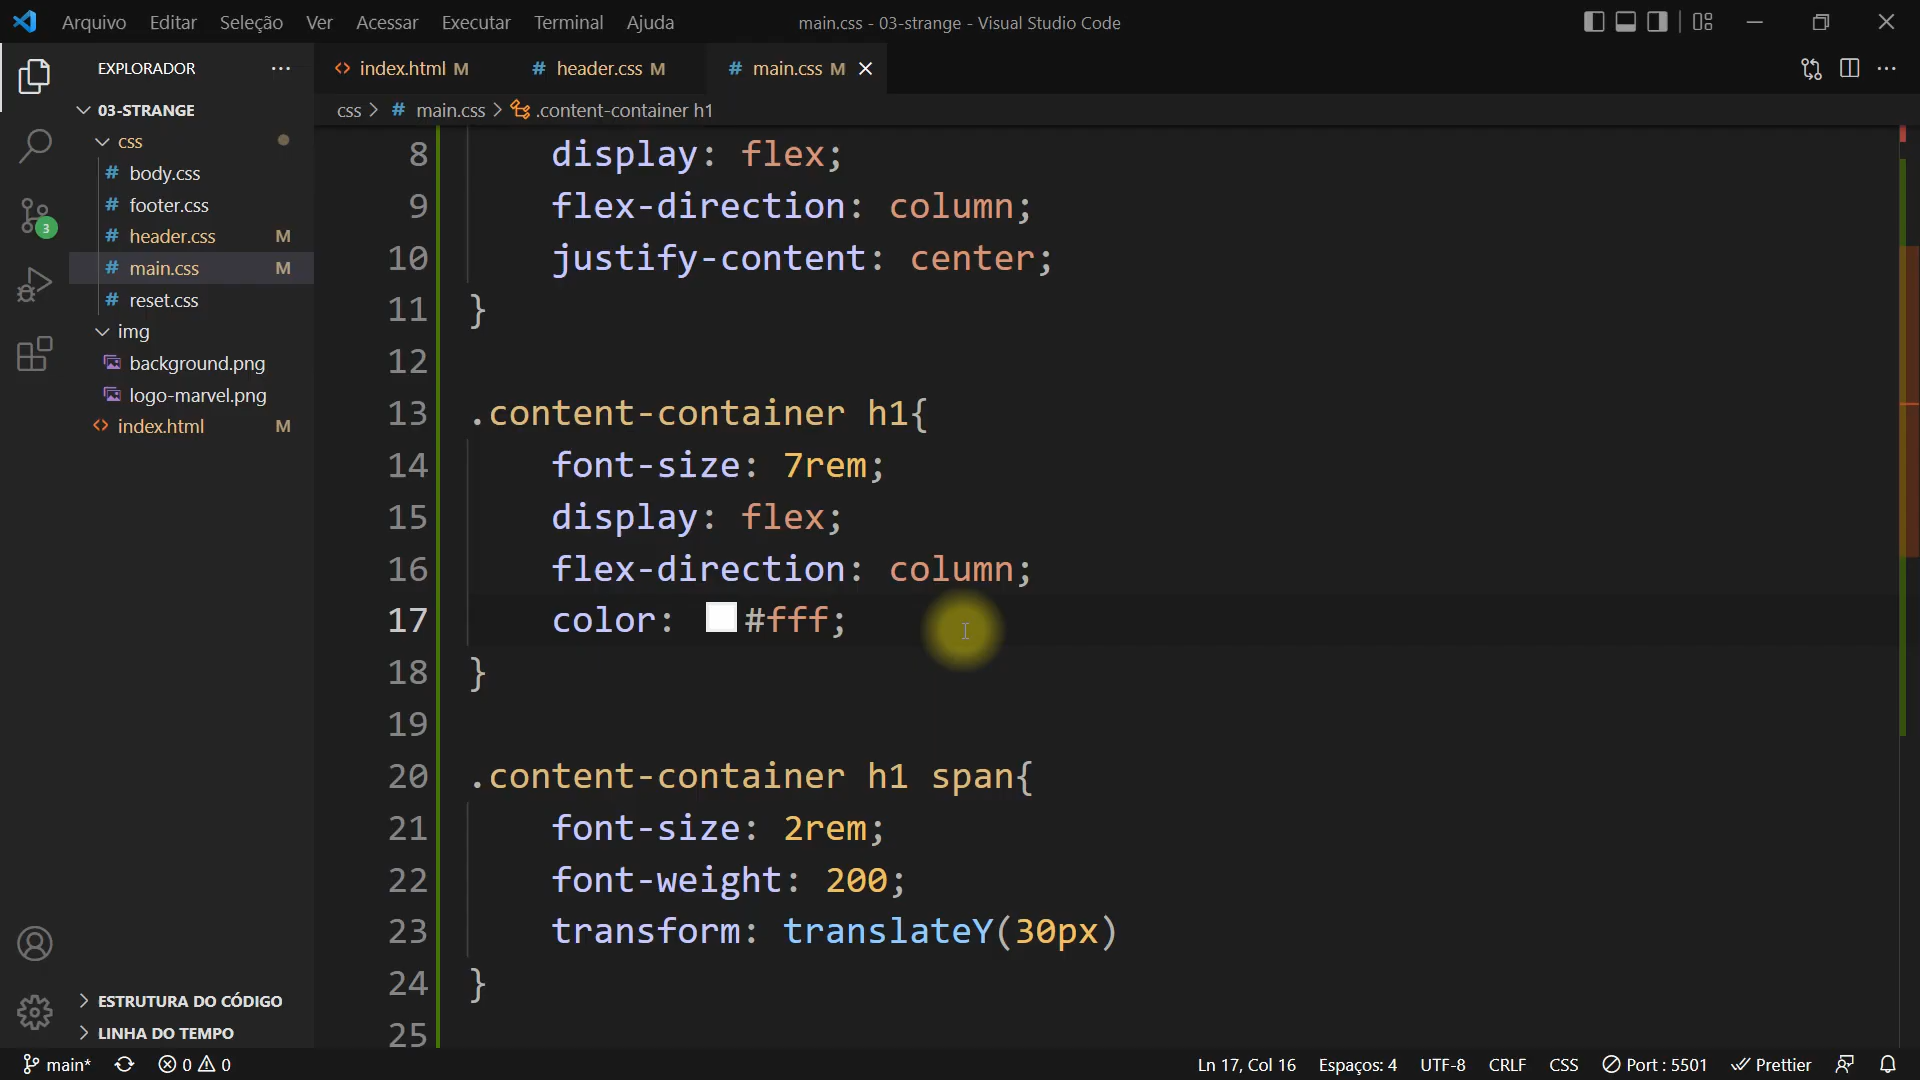 Arquivo Editar Seleção Ver Acessar Executar Terminal Ajuda main.css - 03-strange - Visual Studio Code
EXPLORADOR
index.html M # header.css M # main.css M
03-STRANGE
css > # main.css > .content-container h1
css
# body.css
# footer.css
# header.css M
# main.css M
# reset.css
img
background.png
logo-marvel.png
index.html M
3
8 display: flex;
9 flex-direction: column;
10 justify-content: center;
11 }
12
13 .content-container h1{
14 font-size: 7rem;
15 display: flex;
16 flex-direction: column;
17 color: #fff;
18 }
19
20 .content-container h1 span{
21 font-size: 2rem;
22 font-weight: 200;
23 transform: translateY(30px)
24 }
25
ESTRUTURA DO CÓDIGO
LINHA DO TEMPO
main* 0 0 Ln 17, Col 16 Espaços: 4 UTF-8 CRLF CSS Port : 5501 Prettier